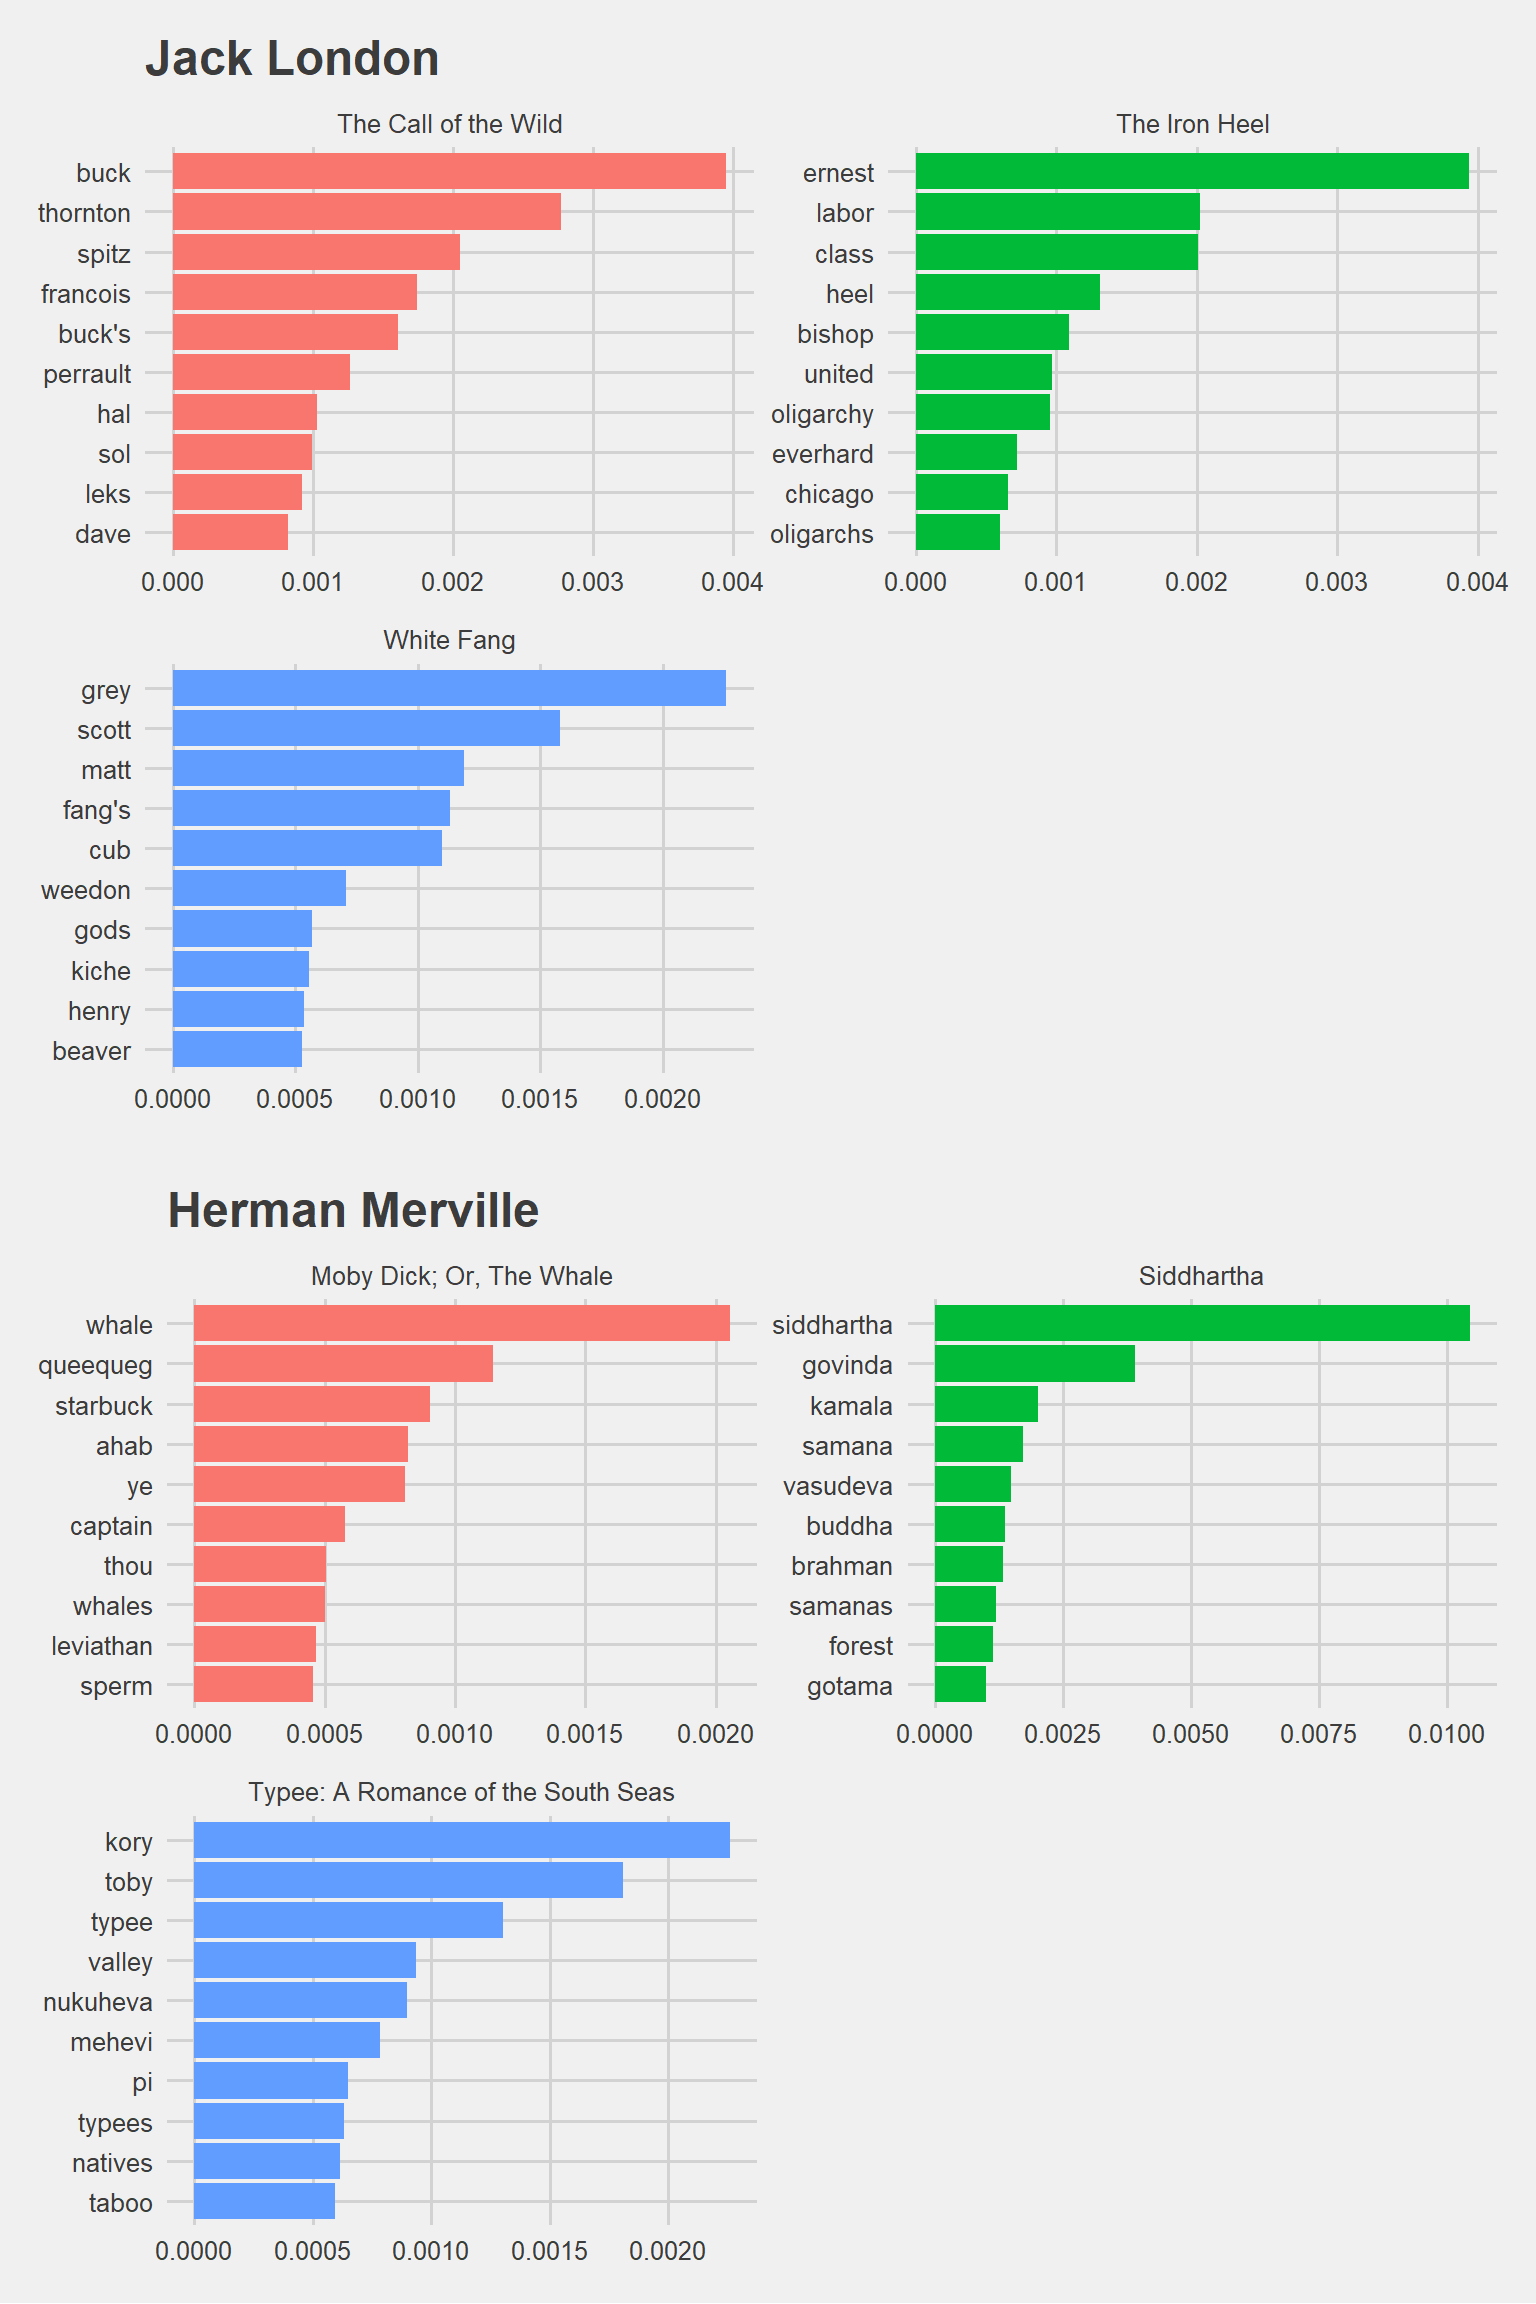 Jack London
The Call of the Wild
buck
thornton
spitz
francois
buck's
perrault
hal
sol
leks
dave
0.000 0.001 0.002 0.003 0.004
The Iron Heel
ernest
labor
class
heel
bishop
united
oligarchy
everhard
chicago
oligarchs
0.000 0.001 0.002 0.003 0.004
White Fang
grey
scott
matt
fang's
cub
weedon
gods
kiche
henry
beaver
0.0000 0.0005 0.0010 0.0015 0.0020
Herman Merville
Moby Dick; Or, The Whale
whale
queequeg
starbuck
ahab
ye
captain
thou
whales
leviathan
sperm
0.0000 0.0005 0.0010 0.0015 0.0020
Siddhartha
siddhartha
govinda
kamala
samana
vasudeva
buddha
brahman
samanas
forest
gotama
0.0000 0.0025 0.0050 0.0075 0.0100
Typee: A Romance of the South Seas
kory
toby
typee
valley
nukuheva
mehevi
pi
typees
natives
taboo
0.0000 0.0005 0.0010 0.0015 0.0020